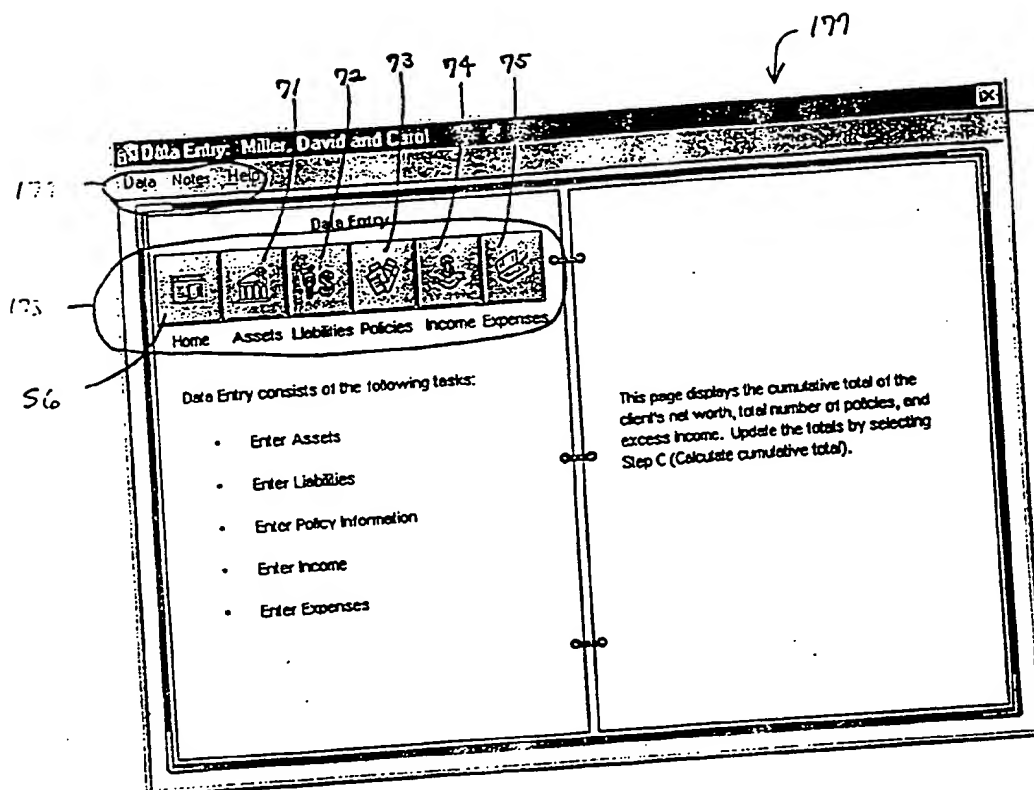 177
71 72 73 74 75
Data Entry: Miller, David and Carol
Data Notes Help
Data Entry
Home Assets Liabilities Policies Income Expenses
56
Data Entry consists of the following tasks:
• Enter Assets
• Enter Liabilities
• Enter Policy Information
• Enter Income
• Enter Expenses
This page displays the cumulative total of the
client's net worth, total number of policies, and
excess income. Update the totals by selecting
Step C (Calculate cumulative total).